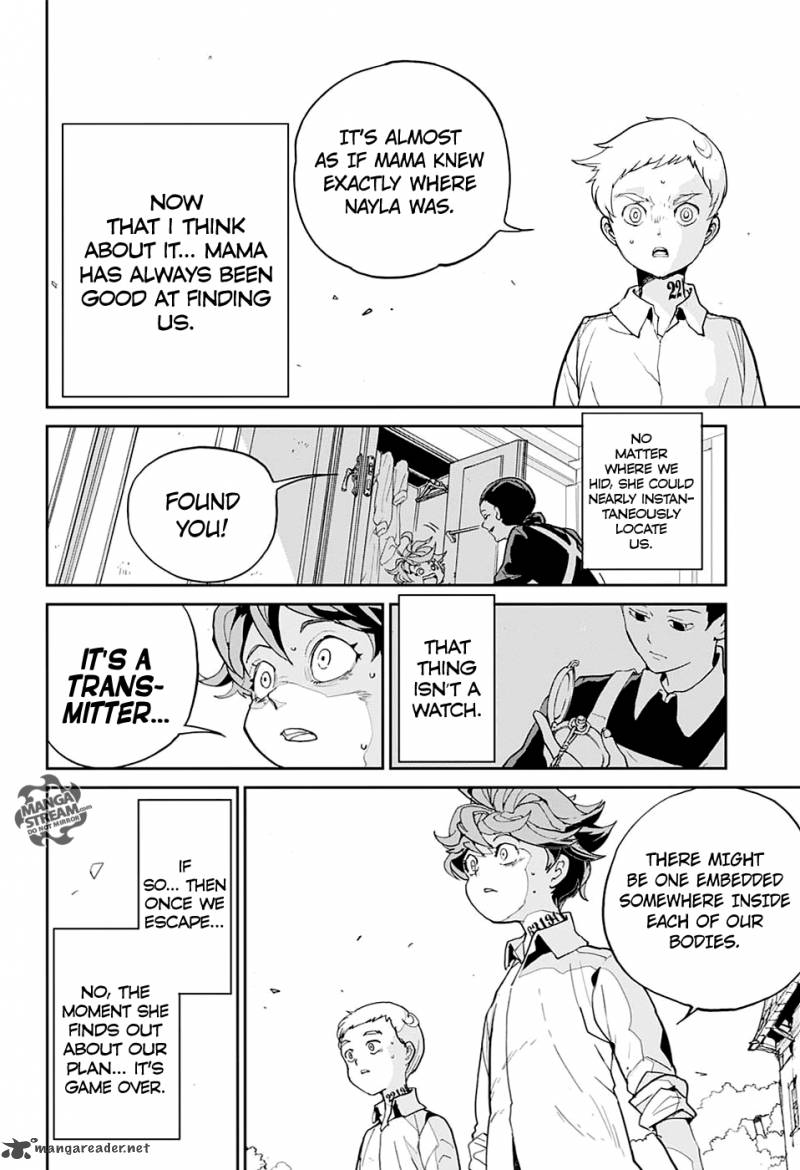 IT'S ALMOST
AS IF MAMA KNEW
EXACTLY WHERE
NAYLA WAS.
NOW
THAT I THINK
ABOUT IT... MAMA
HAS ALWAYS BEEN
GOOD AT FINDING
US.
22
NO
MATTER
WHERE WE
HID, SHE COULD
NEARLY INSTAN-
TANEOUSLY
LOCATE
US.
FOUND
YOU!
THAT
THING
ISN'T A
WATCH.
IT'S A
TRANS-
MITTER...
MANGA
STREAM.com
DO NOT MIRROR!
THERE MIGHT
BE ONE EMBEDDED
SOMEWHERE INSIDE
EACH OF OUR
BODIES.
IF
SO... THEN
ONCE WE
ESCAPE...
NO, THE
MOMENT SHE
FINDS OUT
ABOUT OUR
PLAN... IT'S
GAME OVER.
mangareader.net